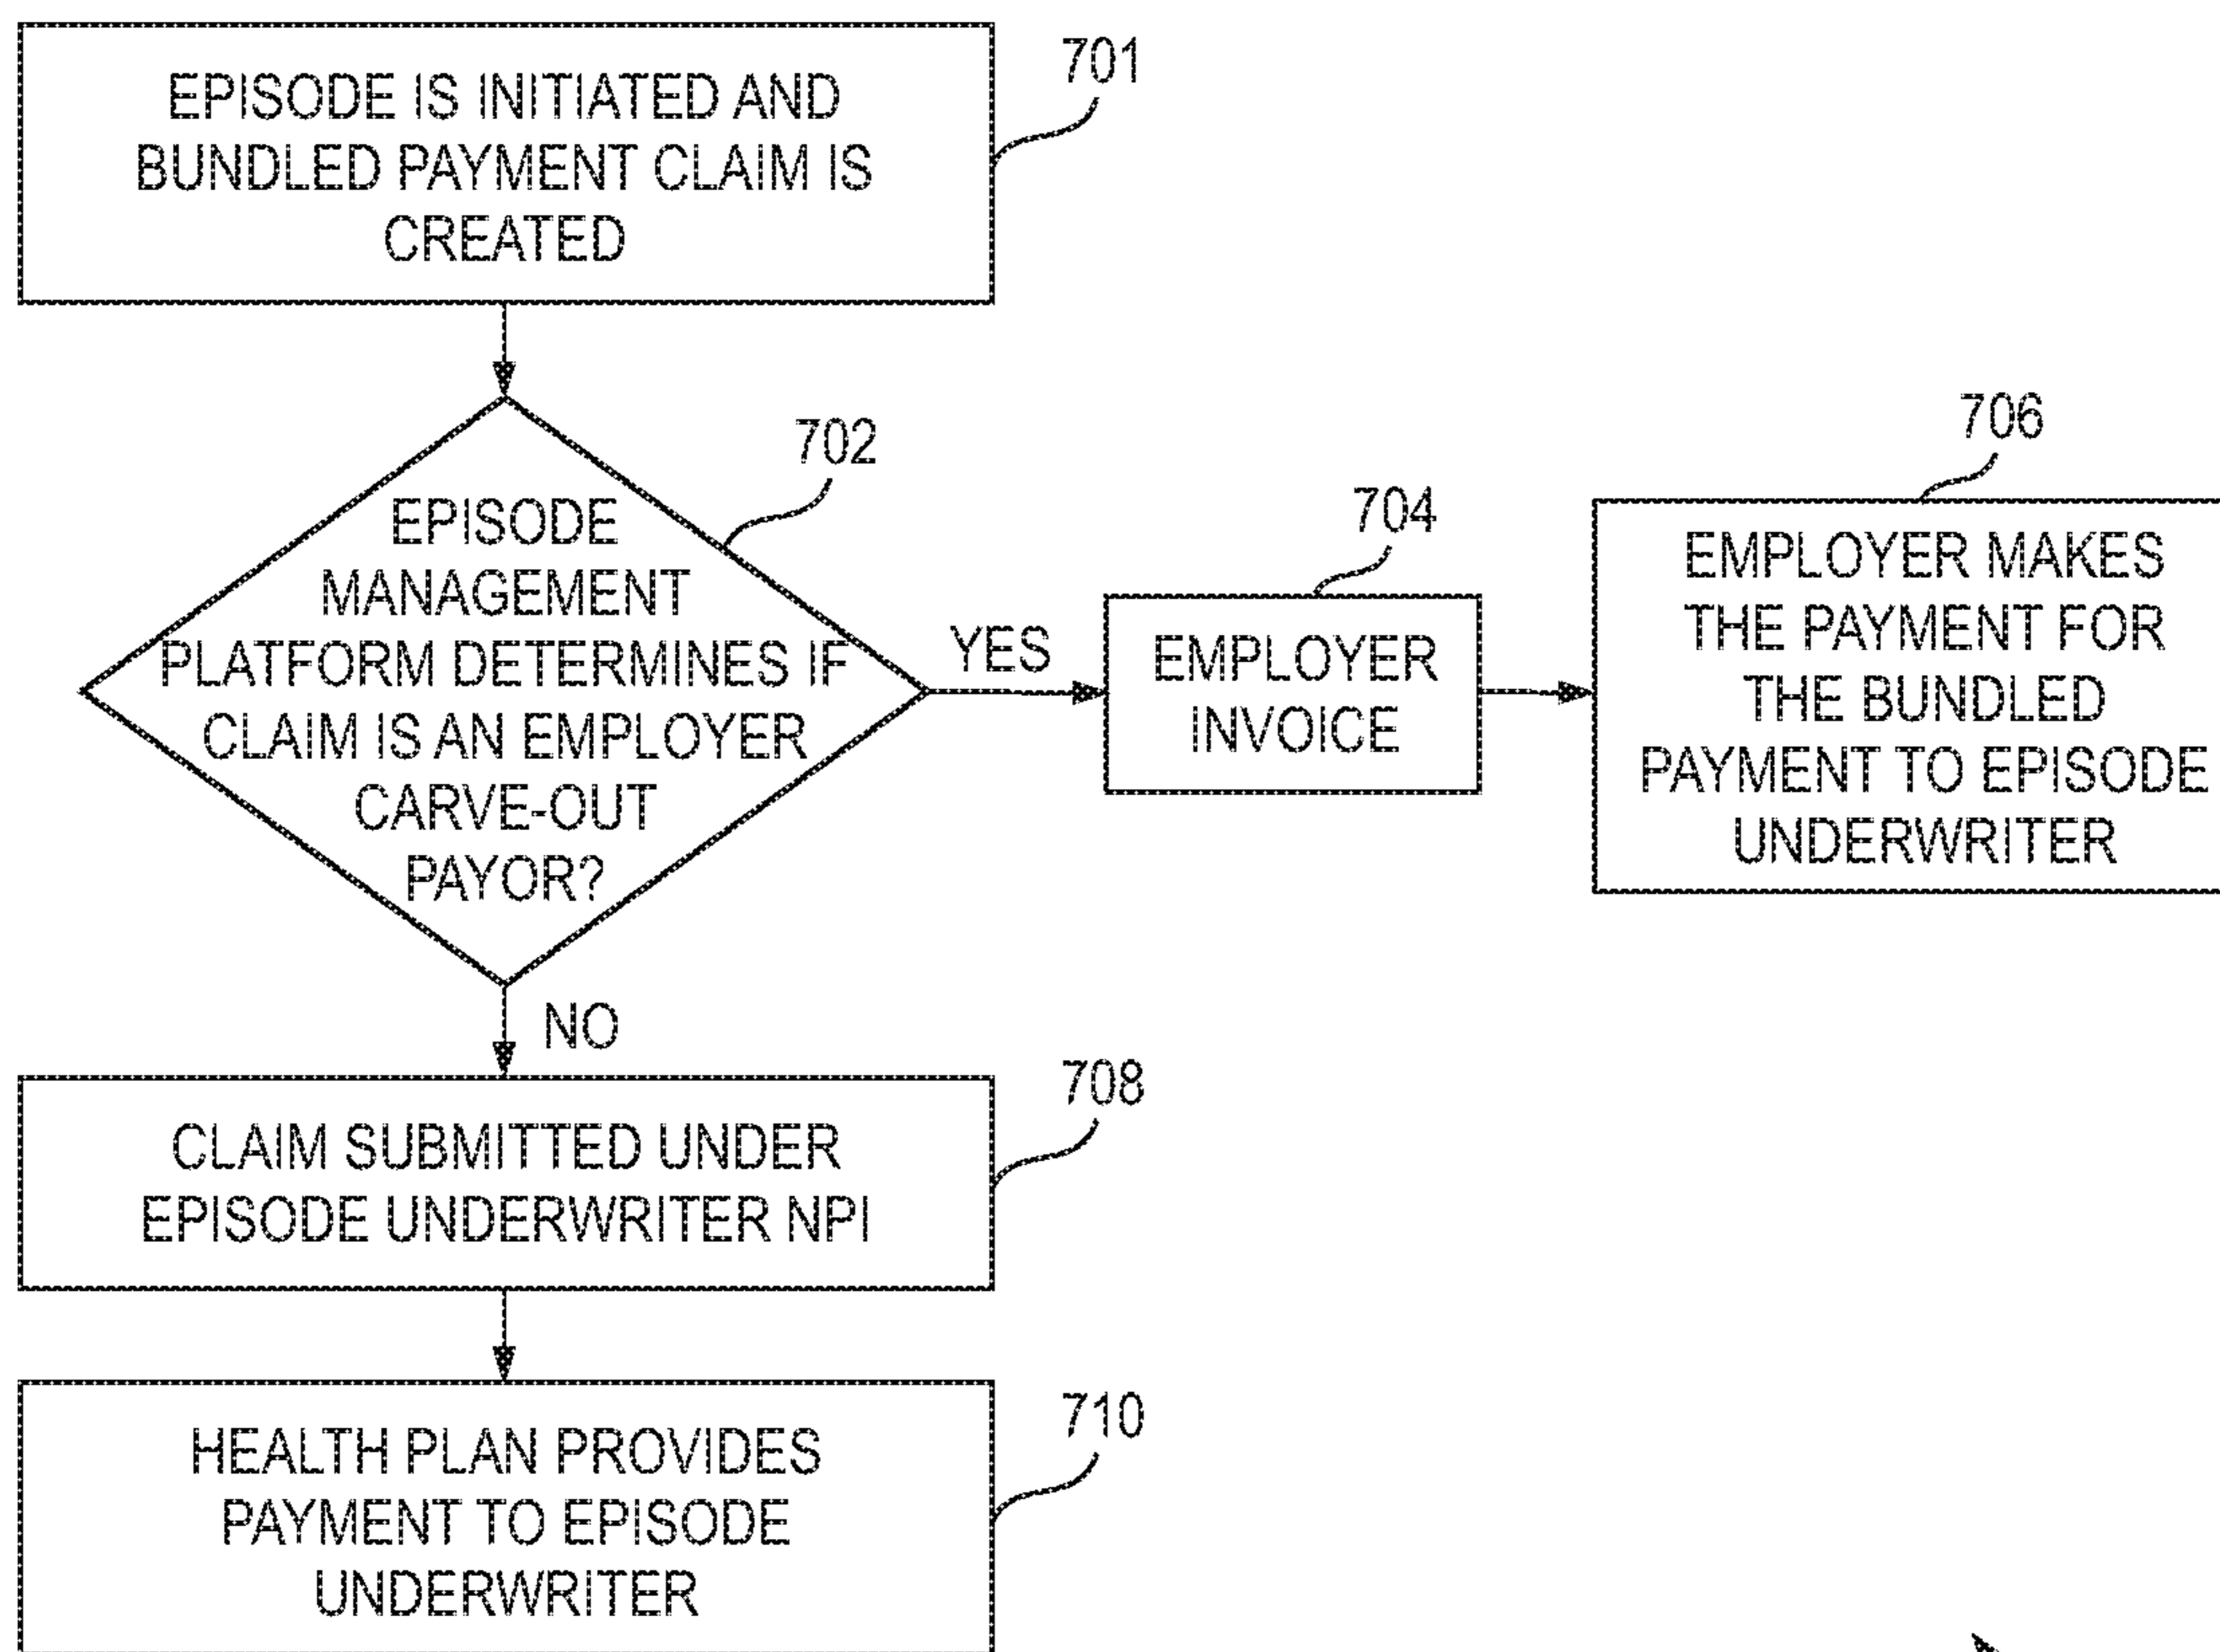 EPISODE IS INITIATED AND
BUNDLED PAYMENT CLAIM IS
CREATED
701
EPISODE
MANAGEMENT
PLATFORM DETERMINES IF
CLAIM IS AN EMPLOYER
CARVE-OUT
PAYOR?
702
YES
EMPLOYER
INVOICE
704
EMPLOYER MAKES
THE PAYMENT FOR
THE BUNDLED
PAYMENT TO EPISODE
UNDERWRITER
706
NO
CLAIM SUBMITTED UNDER
EPISODE UNDERWRITER NPI
708
HEALTH PLAN PROVIDES
PAYMENT TO EPISODE
UNDERWRITER
710